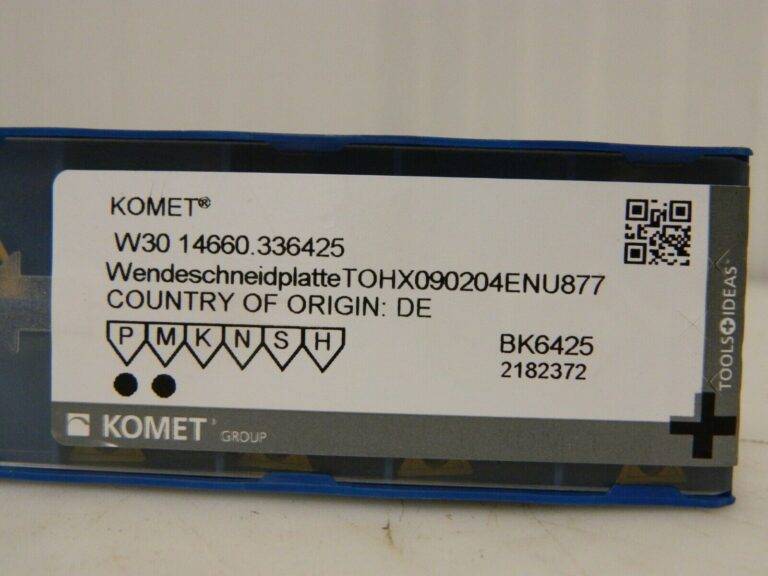 KOMET®
W30 14660.336425
WendeschneidplatteTOHX090204ENU877
COUNTRY OF ORIGIN: DE
P M K N S H
BK6425
2182372
KOMET® GROUP
TOOLS+IDEAS®